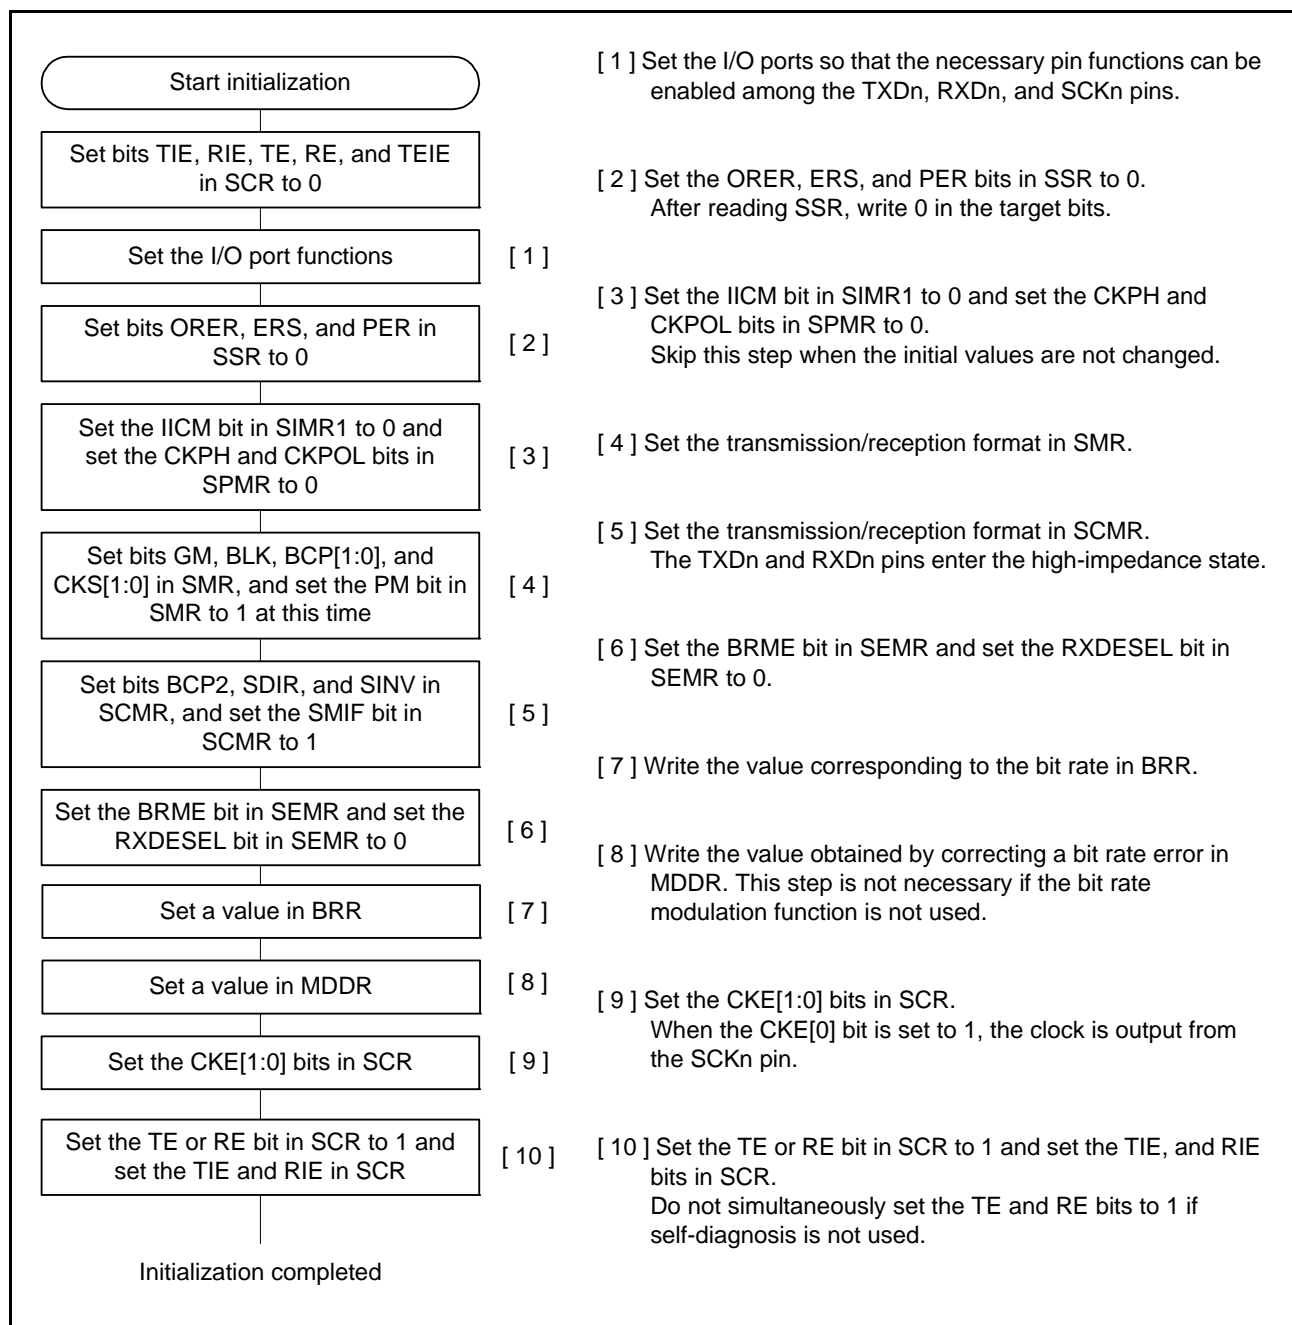 Start initialization
Set bits TIE, RIE, TE, RE, and TEIE
in SCR to 0
Set the I/O port functions
[ 1 ]
Set bits ORER, ERS, and PER in
SSR to 0
[ 2 ]
Set the IICM bit in SIMR1 to 0 and
set the CKPH and CKPOL bits in
SPMR to 0
[ 3 ]
Set bits GM, BLK, BCP[1:0], and
CKS[1:0] in SMR, and set the PM bit in
SMR to 1 at this time
[ 4 ]
Set bits BCP2, SDIR, and SINV in
SCMR, and set the SMIF bit in
SCMR to 1
[ 5 ]
Set the BRME bit in SEMR and set the
RXDESEL bit in SEMR to 0
[ 6 ]
Set a value in BRR
[ 7 ]
Set a value in MDDR
[ 8 ]
Set the CKE[1:0] bits in SCR
[ 9 ]
Set the TE or RE bit in SCR to 1 and
set the TIE and RIE in SCR
[ 10 ]
Initialization completed
[ 1 ] Set the I/O ports so that the necessary pin functions can be
enabled among the TXDn, RXDn, and SCKn pins.
[ 2 ] Set the ORER, ERS, and PER bits in SSR to 0.
After reading SSR, write 0 in the target bits.
[ 3 ] Set the IICM bit in SIMR1 to 0 and set the CKPH and
CKPOL bits in SPMR to 0.
Skip this step when the initial values are not changed.
[ 4 ] Set the transmission/reception format in SMR.
[ 5 ] Set the transmission/reception format in SCMR.
The TXDn and RXDn pins enter the high-impedance state.
[ 6 ] Set the BRME bit in SEMR and set the RXDESEL bit in
SEMR to 0.
[ 7 ] Write the value corresponding to the bit rate in BRR.
[ 8 ] Write the value obtained by correcting a bit rate error in
MDDR. This step is not necessary if the bit rate
modulation function is not used.
[ 9 ] Set the CKE[1:0] bits in SCR.
When the CKE[0] bit is set to 1, the clock is output from
the SCKn pin.
[ 10 ] Set the TE or RE bit in SCR to 1 and set the TIE, and RIE
bits in SCR.
Do not simultaneously set the TE and RE bits to 1 if
self-diagnosis is not used.